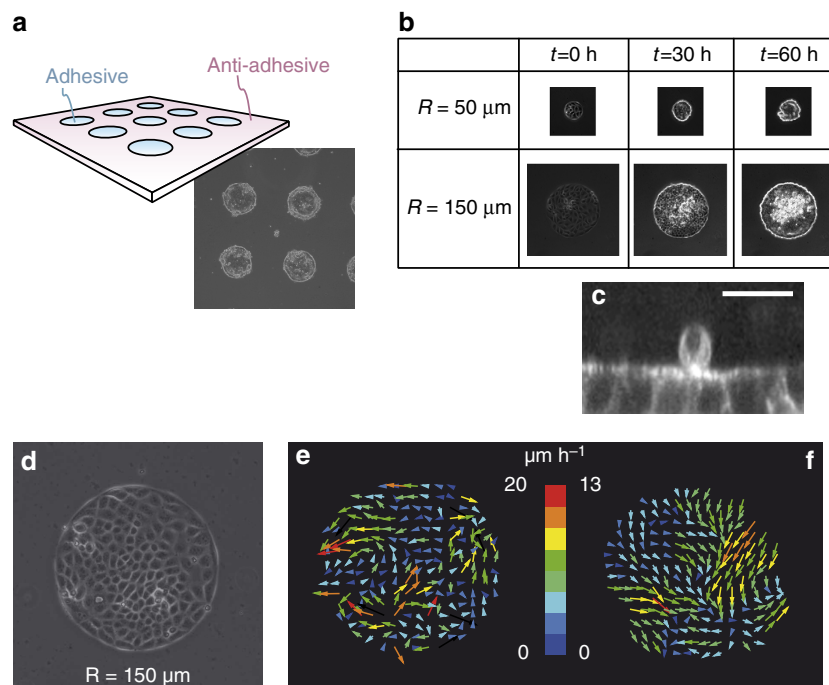 a
Adhesive
Anti-adhesive
b
t=0 h
t=30 h
t=60 h
R = 50 μm
R = 150 μm
c
d
R = 150 μm
e
μm h⁻¹
f
20
13
0
0